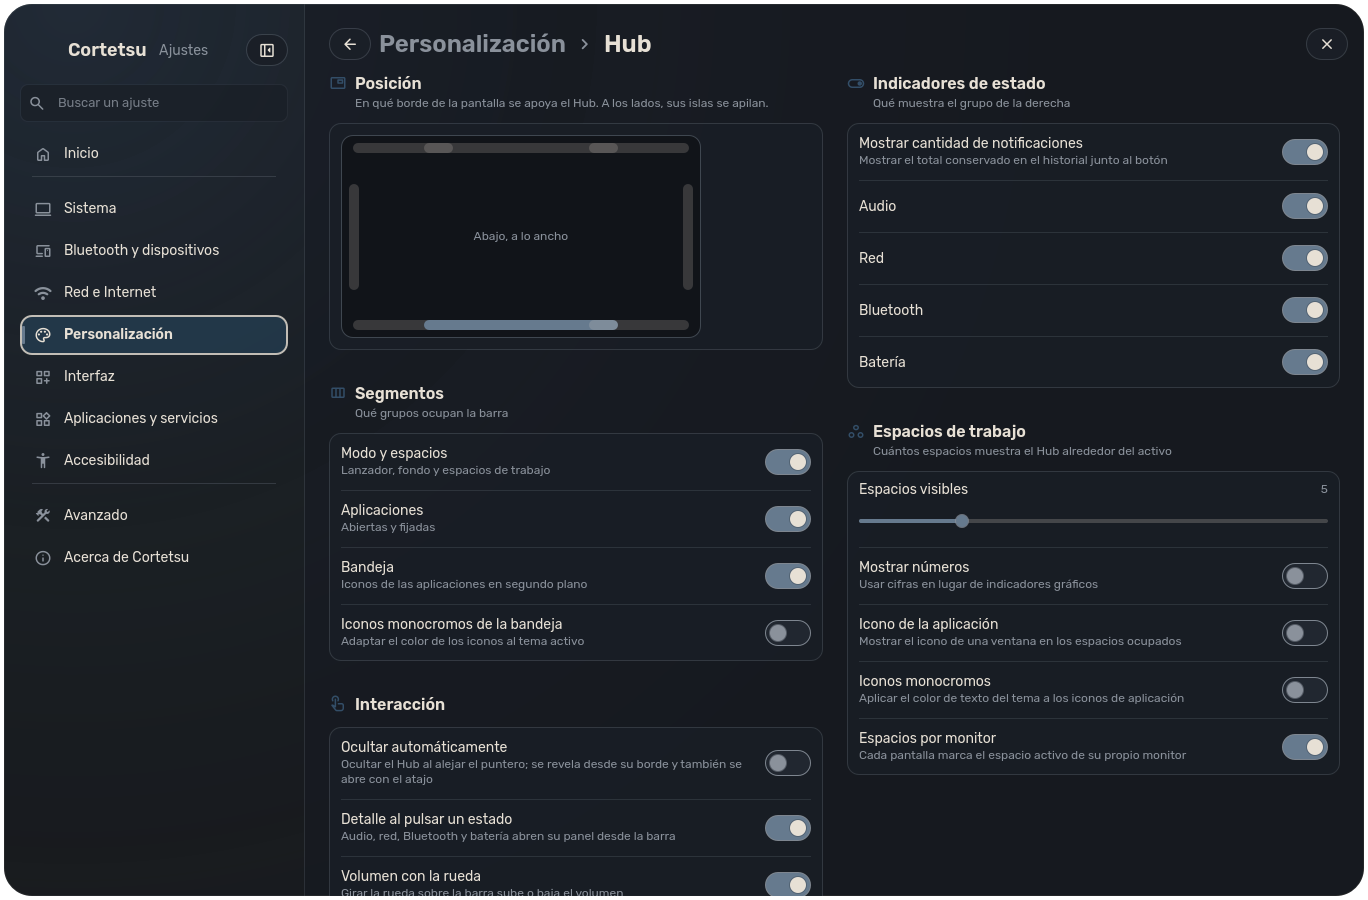 Cortetsu Ajustes
Buscar un ajuste
Inicio
Sistema
Bluetooth y dispositivos
Red e Internet
Personalización
Interfaz
Aplicaciones y servicios
Accesibilidad
Avanzado
Acerca de Cortetsu
Personalización > Hub
Posición
En qué borde de la pantalla se apoya el Hub. A los lados, sus islas se apilan.
Abajo, a lo ancho
Segmentos
Qué grupos ocupan la barra
Modo y espacios
Lanzador, fondo y espacios de trabajo
Aplicaciones
Abiertas y fijadas
Bandeja
Iconos de las aplicaciones en segundo plano
Iconos monocromos de la bandeja
Adaptar el color de los iconos al tema activo
Interacción
Ocultar automáticamente
Ocultar el Hub al alejar el puntero; se revela desde su borde y también se
abre con el atajo
Detalle al pulsar un estado
Audio, red, Bluetooth y batería abren su panel desde la barra
Volumen con la rueda
Girar la rueda sobre la barra sube o baja el volumen
Indicadores de estado
Qué muestra el grupo de la derecha
Mostrar cantidad de notificaciones
Mostrar el total conservado en el historial junto al botón
Audio
Red
Bluetooth
Batería
Espacios de trabajo
Cuántos espacios muestra el Hub alrededor del activo
Espacios visibles 5
Mostrar números
Usar cifras en lugar de indicadores gráficos
Icono de la aplicación
Mostrar el icono de una ventana en los espacios ocupados
Iconos monocromos
Aplicar el color de texto del tema a los iconos de aplicación
Espacios por monitor
Cada pantalla marca el espacio activo de su propio monitor